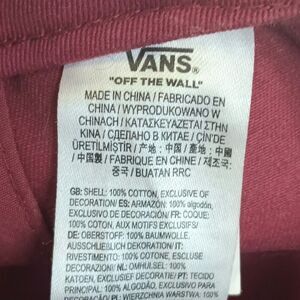 VANS
"OFF THE WALL"
MADE IN CHINA / FABRICADO EN
CHINA / WYPRODUKOWANO W
CHINACH / ΚΑΤΑΣΚΕΥΑΖΕΤΑΙ ΣΤΗΝ
ΚΙΝΑ / СДЕЛАНО В КИТАЕ / ÇİN'DE
ÜRETİLMİŞTİR / 产地：中国 / 產地：中國
/ 中国製 / FABRIQUE EN CHINE / 제조국:
중국 / BUATAN RRC
GB: SHELL: 100% COTTON, EXCLUSIVE OF
DECORATION ES: ARMAZÓN: 100% algodón,
EXCLUSIVO DE DECORACIÓN/ FR: COQUE:
100% COTON, AUX MOTIFS EXCLUSIFS/
DE: OBERSTOFF: 100% BAUMWOLLE.
AUSSCHLIEßLICH DEKORATION IT:
RIVESTIMENTO: 100% COTONE, ESCLUSE
DECORAZIONI/ NL: OMHULSEL: 100%
KATOEN, EXCLUSIEF DECORATIE/ PT: TECIDO
PRINCIPAL: 100% ALGODÃO, EXCLUSIVO PARA
DECORAÇÃO/ PL: WIERZCHNIA WARSTWA: 100%